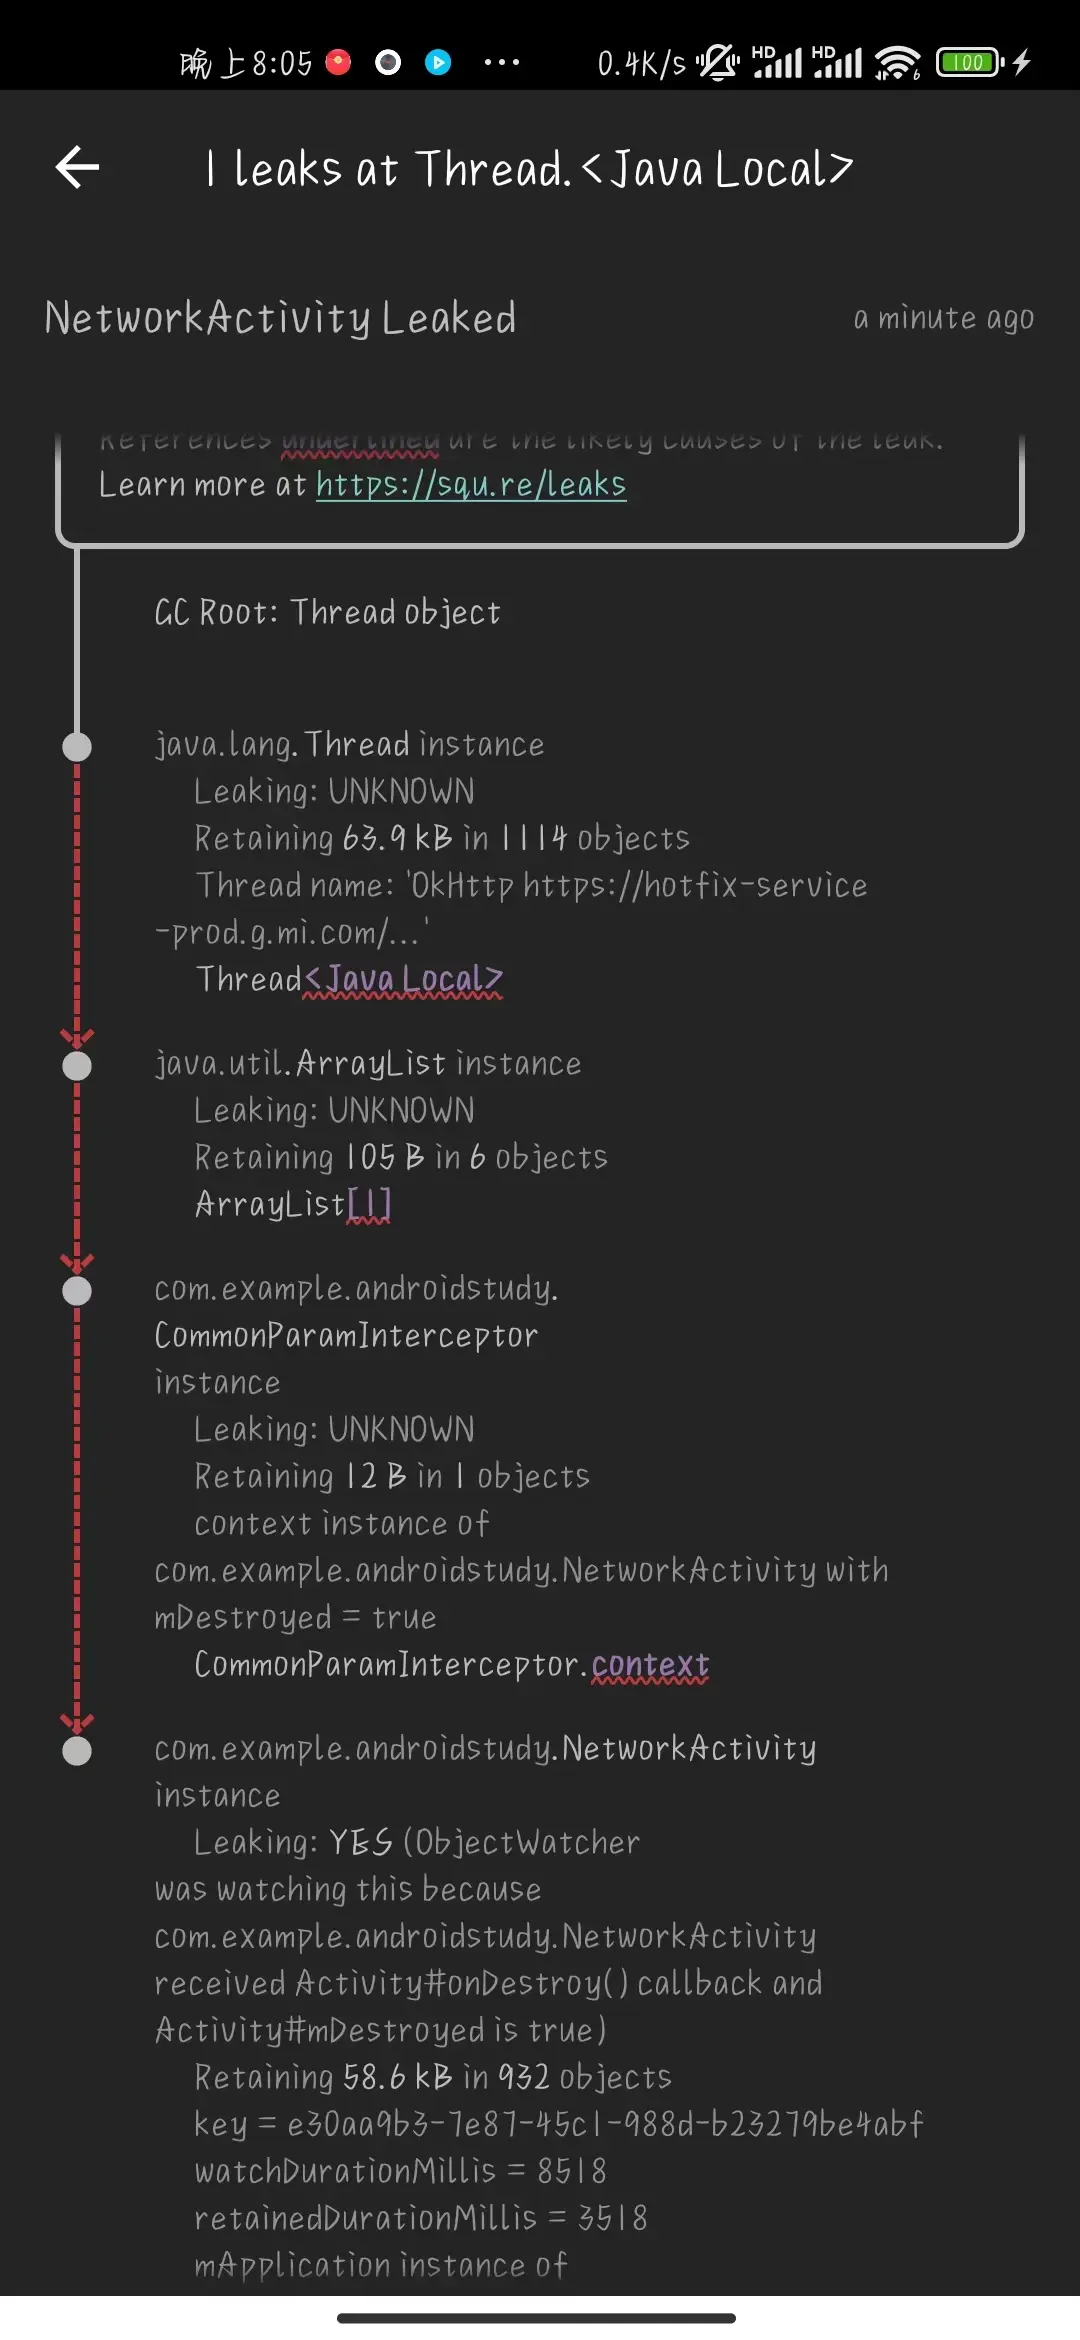 晚上8:05 ... 0.4K/s HD HD 6 100
1 leaks at Thread.<Java Local>
NetworkActivity Leaked a minute ago
References underlined are the likely causes of the leak.
Learn more at https://squ.re/leaks
GC Root: Thread object
java.lang.Thread instance
Leaking: UNKNOWN
Retaining 63.9 kB in 1114 objects
Thread name: 'OkHttp https://hotfix-service
-prod.g.mi.com/...'
Thread<Java Local>
java.util.ArrayList instance
Leaking: UNKNOWN
Retaining 105 B in 6 objects
ArrayList[1]
com.example.androidstudy.
CommonParamInterceptor
instance
Leaking: UNKNOWN
Retaining 12 B in 1 objects
context instance of
com.example.androidstudy.NetworkActivity with
mDestroyed = true
CommonParamInterceptor.context
com.example.androidstudy.NetworkActivity
instance
Leaking: YES (ObjectWatcher
was watching this because
com.example.androidstudy.NetworkActivity
received Activity#onDestroy() callback and
Activity#mDestroyed is true)
Retaining 58.6 kB in 932 objects
key = e30aa9b3-7e87-45c1-988d-b23279be4abf
watchDurationMillis = 8518
retainedDurationMillis = 3518
mApplication instance of